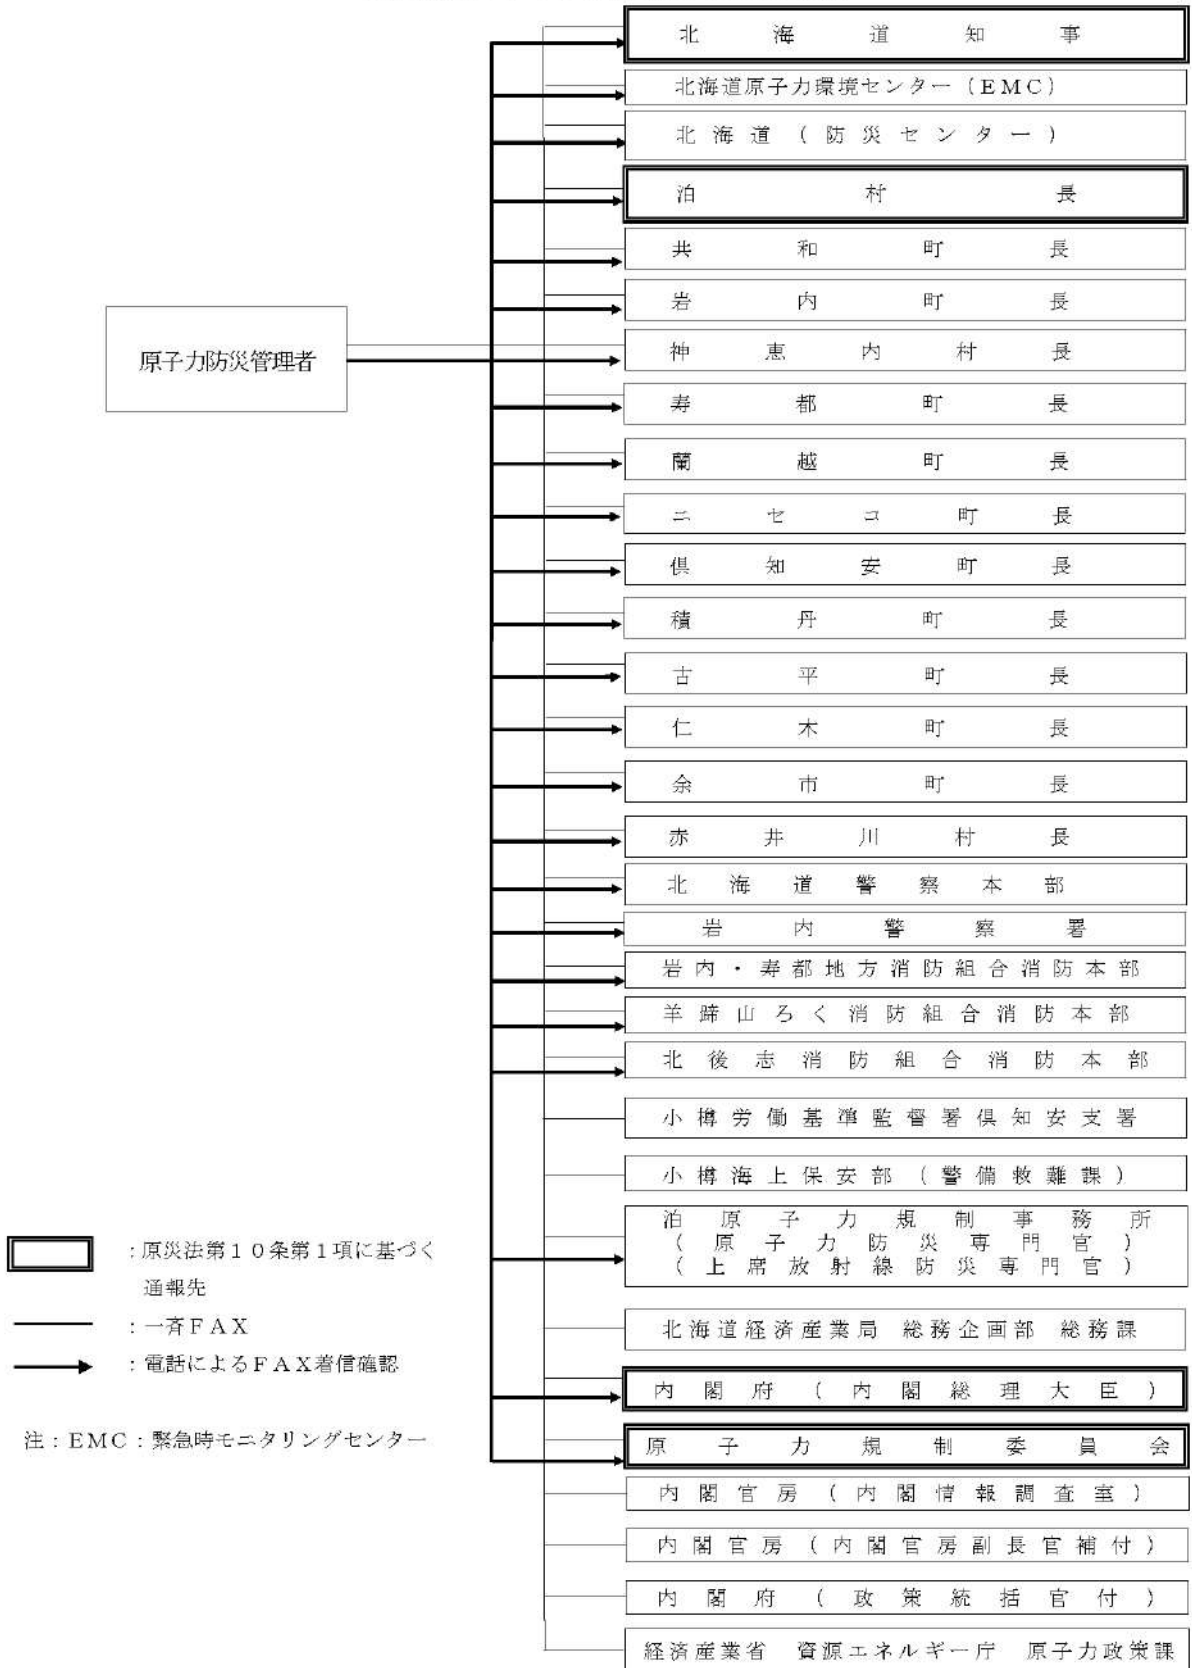 北海道知事
北海道原子力環境センター（ＥＭＣ）
北海道（防災センター）
泊村長
共和町長
岩内町長
原子力防災管理者
神恵内村長
寿都町長
蘭越町長
ニセコ町長
倶知安町長
積丹町長
古平町長
仁木町長
余市町長
赤井川村長
北海道警察本部
岩内警察署
岩内・寿都地方消防組合消防本部
羊蹄山ろく消防組合消防本部
北後志消防組合消防本部
小樽労働基準監督署倶知安支署
小樽海上保安部（警備救難課）
泊原子力規制事務所
（原子力防災専門官）
（上席放射線防災専門官）
北海道経済産業局　総務企画部　総務課
内閣府（内閣総理大臣）
原子力規制委員会
内閣官房（内閣情報調査室）
内閣官房（内閣官房副長官補付）
内閣府（政策統括官付）
経済産業省　資源エネルギー庁　原子力政策課
：原災法第１０条第１項に基づく
通報先
：一斉ＦＡＸ
：電話によるＦＡＸ着信確認
注：ＥＭＣ：緊急時モニタリングセンター